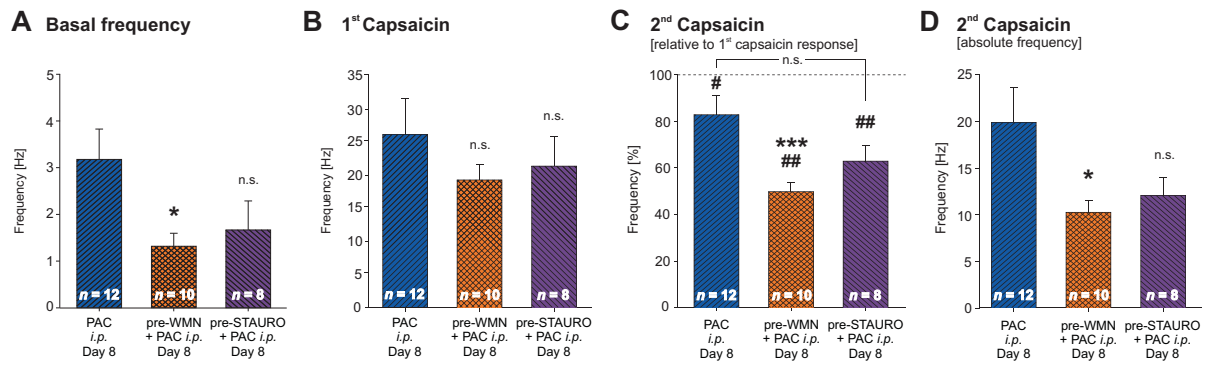 A Basal frequency
Frequency [Hz]
5
4
3
2
1
0
*
n.s.
n = 12
n = 10
n = 8
PAC
i.p.
Day 8
pre-WMN
+ PAC i.p.
Day 8
pre-STAURO
+ PAC i.p.
Day 8
B 1st Capsaicin
Frequency [Hz]
35
30
25
20
15
10
5
0
n.s.
n.s.
n = 12
n = 10
n = 8
PAC
i.p.
Day 8
pre-WMN
+ PAC i.p.
Day 8
pre-STAURO
+ PAC i.p.
Day 8
C 2nd Capsaicin
[relative to 1st capsaicin response]
n.s.
Frequency [%]
100
80
60
40
20
0
#
***
##
##
n = 12
n = 10
n = 8
PAC
i.p.
Day 8
pre-WMN
+ PAC i.p.
Day 8
pre-STAURO
+ PAC i.p.
Day 8
D 2nd Capsaicin
[absolute frequency]
Frequency [Hz]
25
20
15
10
5
0
*
n.s.
n = 12
n = 10
n = 8
PAC
i.p.
Day 8
pre-WMN
+ PAC i.p.
Day 8
pre-STAURO
+ PAC i.p.
Day 8